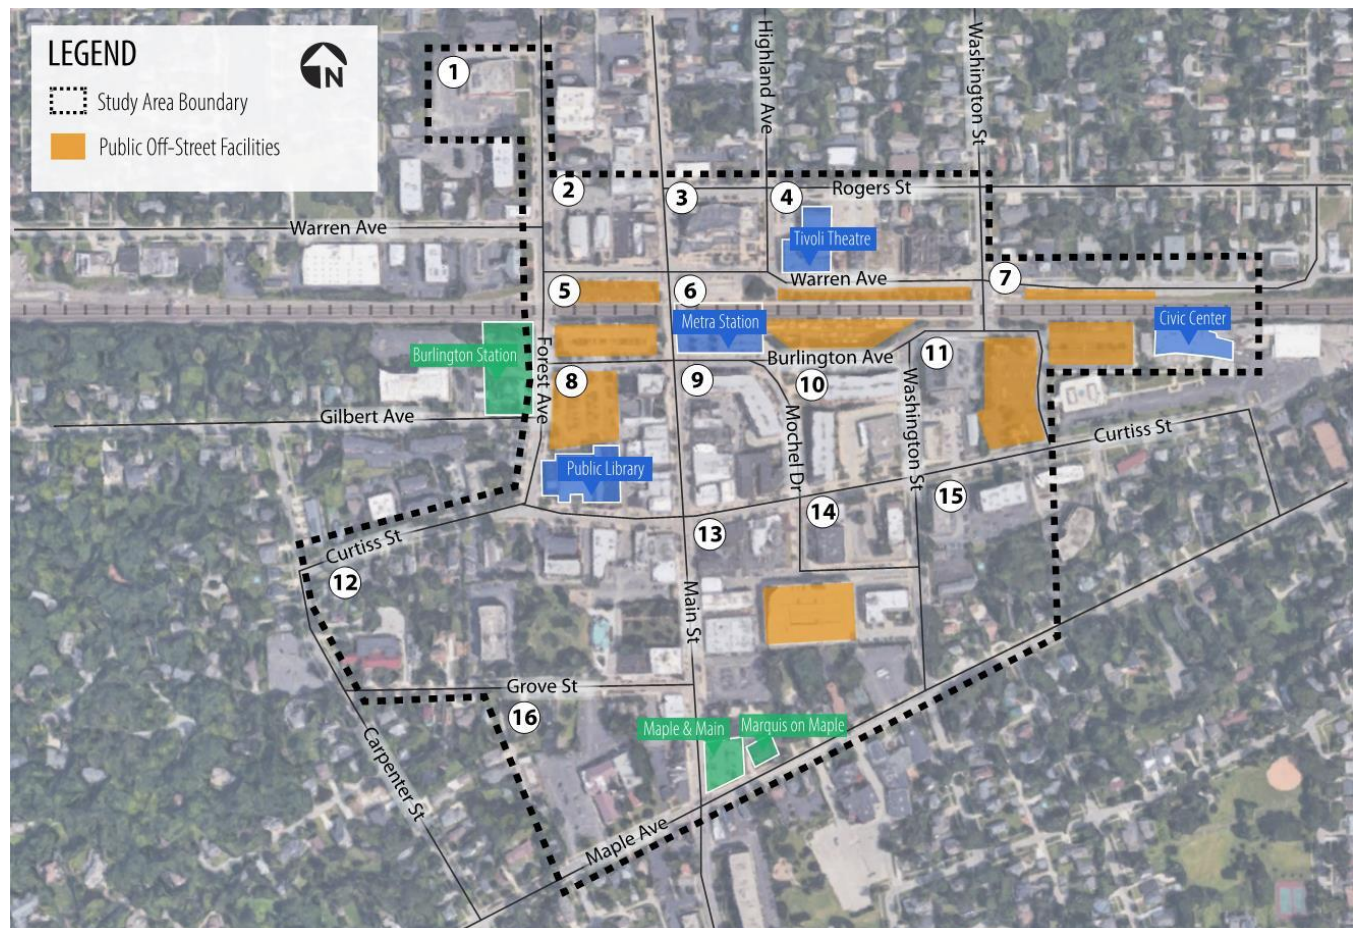 LEGEND
N
Study Area Boundary
Public Off-Street Facilities
Highland Ave
Washington St
1
2
3
4
Rogers St
Warren Ave
Tivoli Theatre
Warren Ave
5
6
7
Metra Station
Civic Center
Burlington Station
Forest Ave
Burlington Ave
8
9
10
11
Gilbert Ave
Mochel Dr
Washington St
Curtiss St
Public Library
15
14
13
Curtiss St
12
Main St
Grove St
16
Maple & Main
Marquis on Maple
Carpenter St
Maple Ave